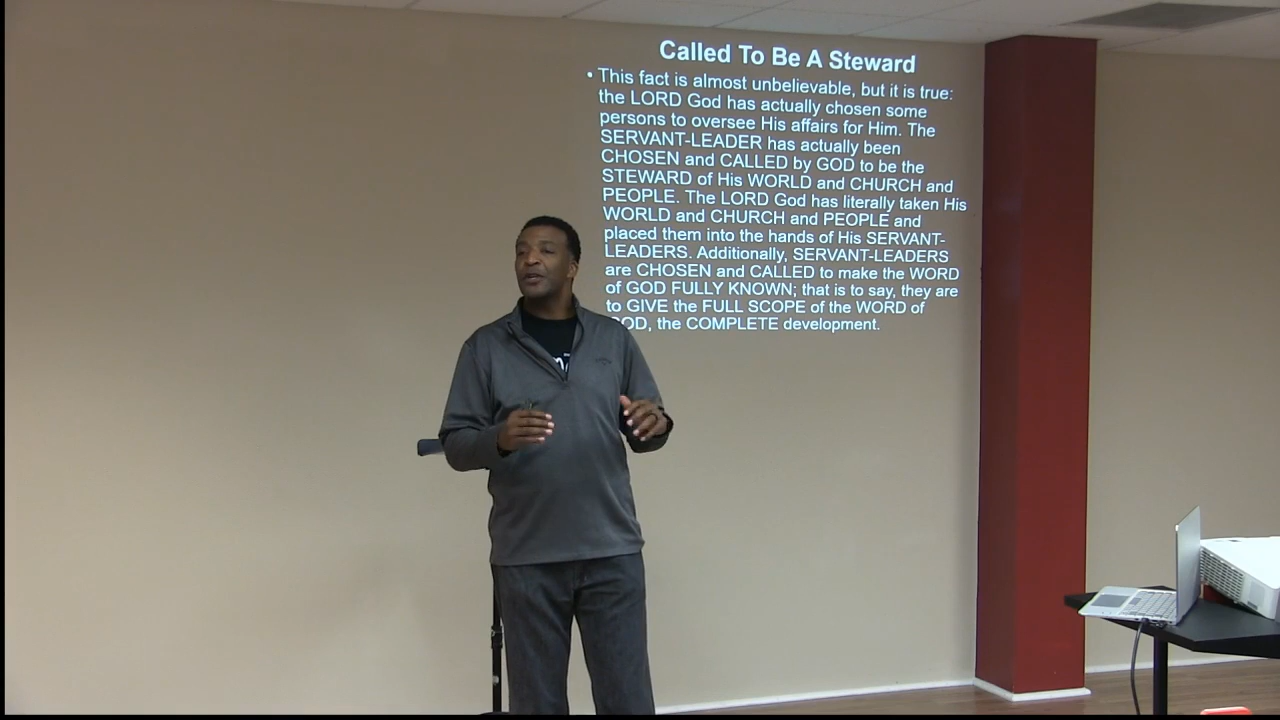 Called To Be A Steward
• This fact is almost unbelievable, but it is true:
the LORD God has actually chosen some
persons to oversee His affairs for Him. The
SERVANT-LEADER has actually been
CHOSEN and CALLED by GOD to be the
STEWARD of His WORLD and CHURCH and
PEOPLE. The LORD God has literally taken His
WORLD and CHURCH and PEOPLE and
placed them into the hands of His SERVANT-
LEADERS. Additionally, SERVANT-LEADERS
are CHOSEN and CALLED to make the WORD
of GOD FULLY KNOWN; that is to say, they are
to GIVE the FULL SCOPE of the WORD of
GOD, the COMPLETE development.